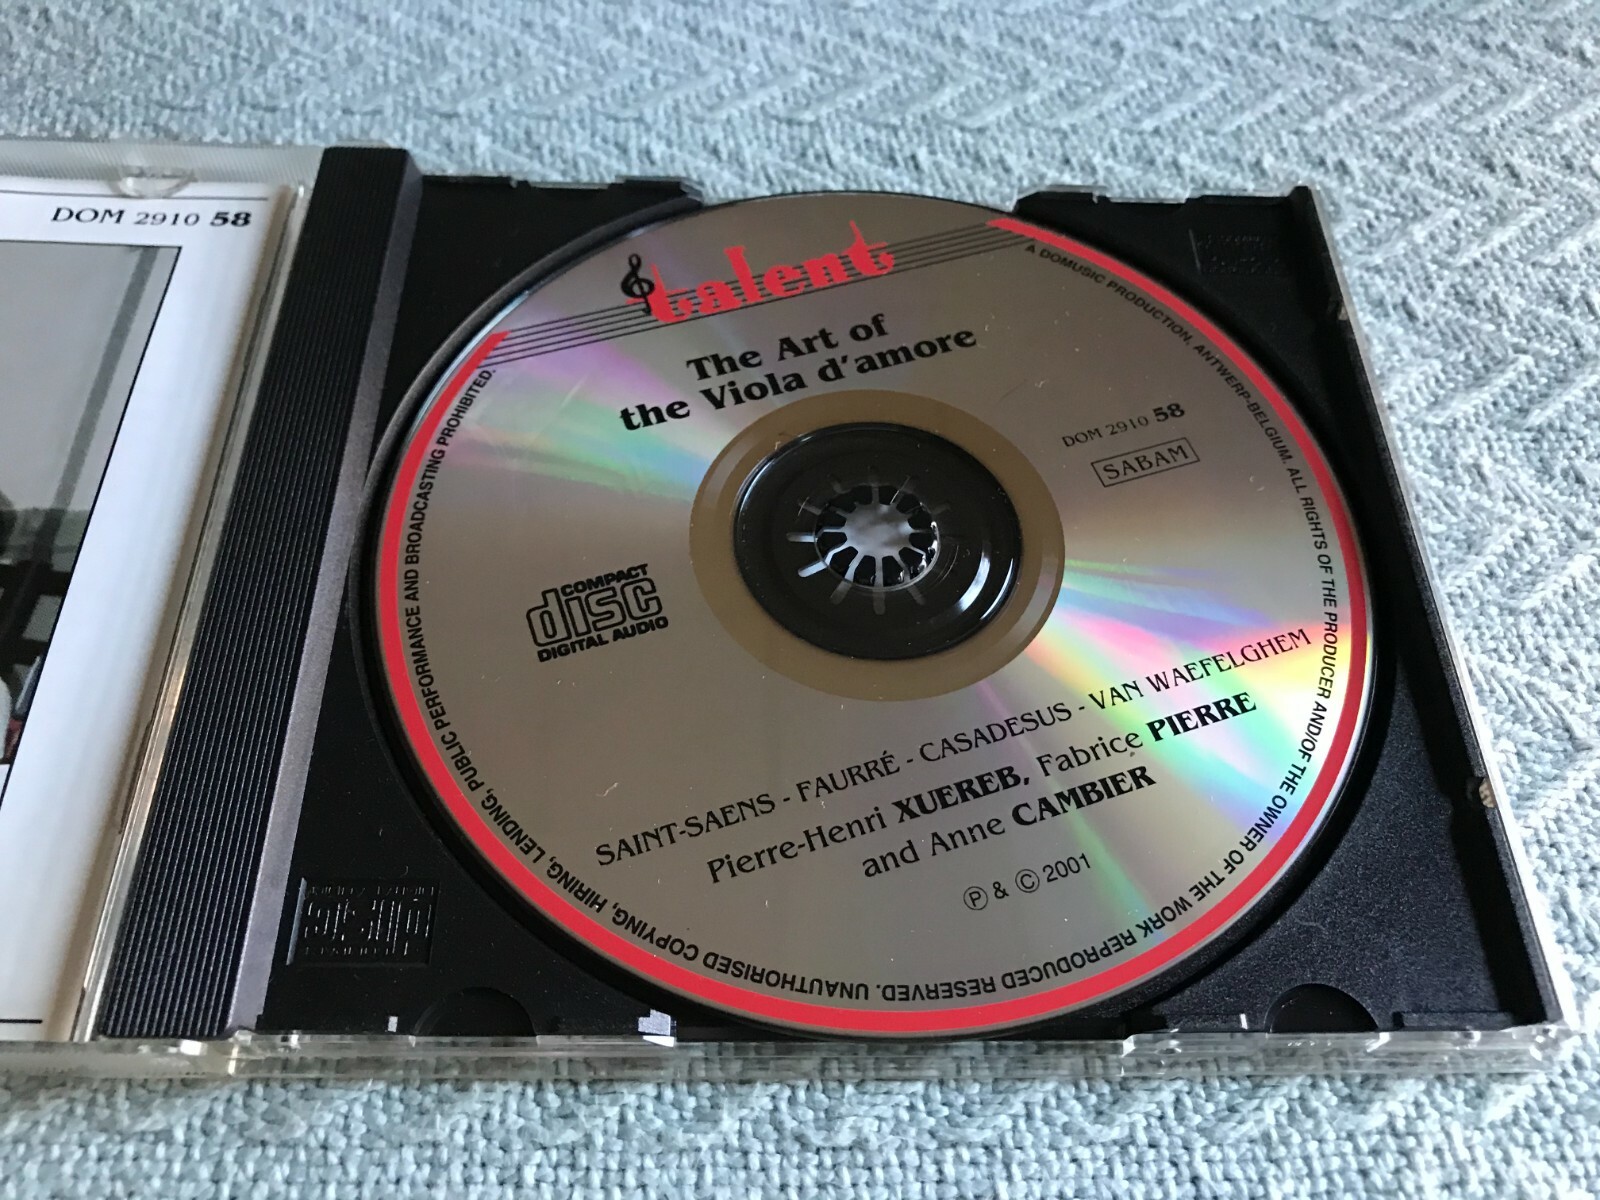 DOM 2910 58
talent
The Art of
the Viola d'amore
DOM 2910 58
SABAM
COMPACT
disc
DIGITAL AUDIO
SAINT-SAENS - FAURRÉ - CASADESUS - VAN WAEFELGHEM
Pierre-Henri XUEREB, Fabrice PIERRE
and Anne CAMBIER
Ⓟ & © 2001
A DOMUSIC PRODUCTION. ANTWERP-BELGIUM. ALL RIGHTS OF THE PRODUCER AND/OF THE OWNER OF THE WORK REPRODUCED RESERVED. UNAUTHORISED COPYING, HIRING, LENDING, PUBLIC PERFORMANCE AND BROADCASTING PROHIBITED.